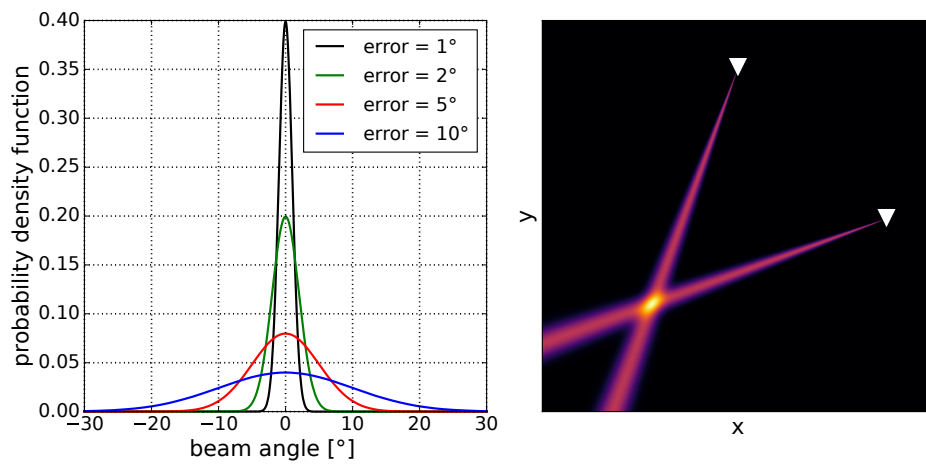 probability density function
0.40
0.35
0.30
0.25
0.20
0.15
0.10
0.05
0.00
error = 1°
error = 2°
error = 5°
error = 10°
−30 −20 −10 0 10 20 30
beam angle [°]
y
x